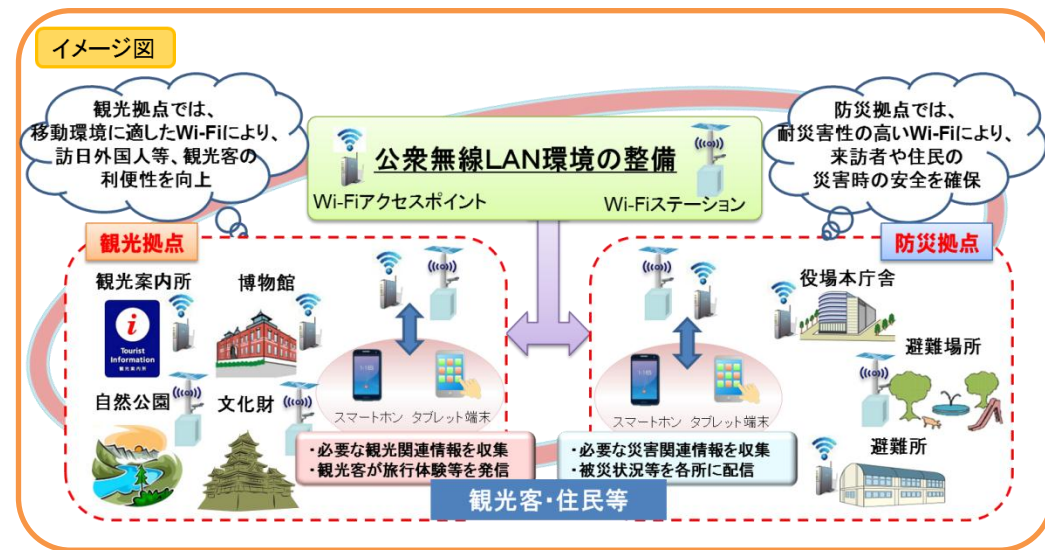 イメージ図
観光拠点では、
移動環境に適したWi-Fiにより、
訪日外国人等、観光客の
利便性を向上
防災拠点では、
耐災害性の高いWi-Fiにより、
来訪者や住民の
災害時の安全を確保
公衆無線LAN環境の整備
Wi-Fiアクセスポイント
Wi-Fiステーション
観光拠点
防災拠点
観光案内所
博物館
i
Tourist
Information
観光案内所
自然公園
文化財
スマートホン タブレット端末
・必要な観光関連情報を収集
・観光客が旅行体験等を発信
役場本庁舎
避難場所
避難所
スマートホン タブレット端末
・必要な災害関連情報を収集
・被災状況等を各所に配信
観光客・住民等